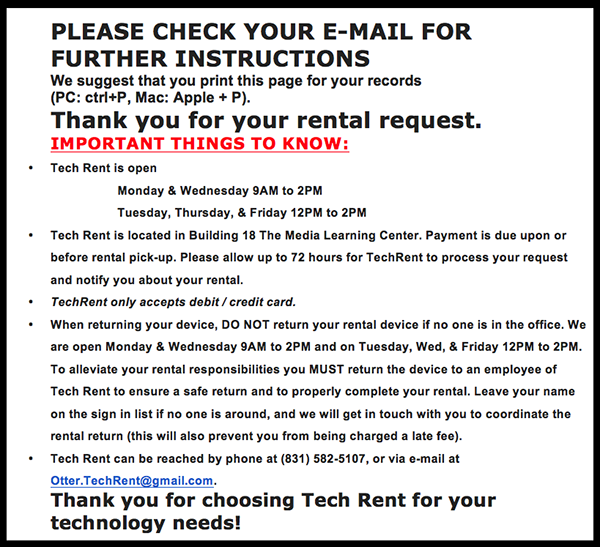 PLEASE CHECK YOUR E-MAIL FOR
FURTHER INSTRUCTIONS
We suggest that you print this page for your records
(PC: ctrl+P, Mac: Apple + P).
Thank you for your rental request.
IMPORTANT THINGS TO KNOW:
• Tech Rent is open
Monday & Wednesday 9AM to 2PM
Tuesday, Thursday, & Friday 12PM to 2PM
• Tech Rent is located in Building 18 The Media Learning Center. Payment is due upon or
before rental pick-up. Please allow up to 72 hours for TechRent to process your request
and notify you about your rental.
• TechRent only accepts debit / credit card.
• When returning your device, DO NOT return your rental device if no one is in the office. We
are open Monday & Wednesday 9AM to 2PM and on Tuesday, Wed, & Friday 12PM to 2PM.
To alleviate your rental responsibilities you MUST return the device to an employee of
Tech Rent to ensure a safe return and to properly complete your rental. Leave your name
on the sign in list if no one is around, and we will get in touch with you to coordinate the
rental return (this will also prevent you from being charged a late fee).
• Tech Rent can be reached by phone at (831) 582-5107, or via e-mail at
Otter.TechRent@gmail.com.
Thank you for choosing Tech Rent for your
technology needs!